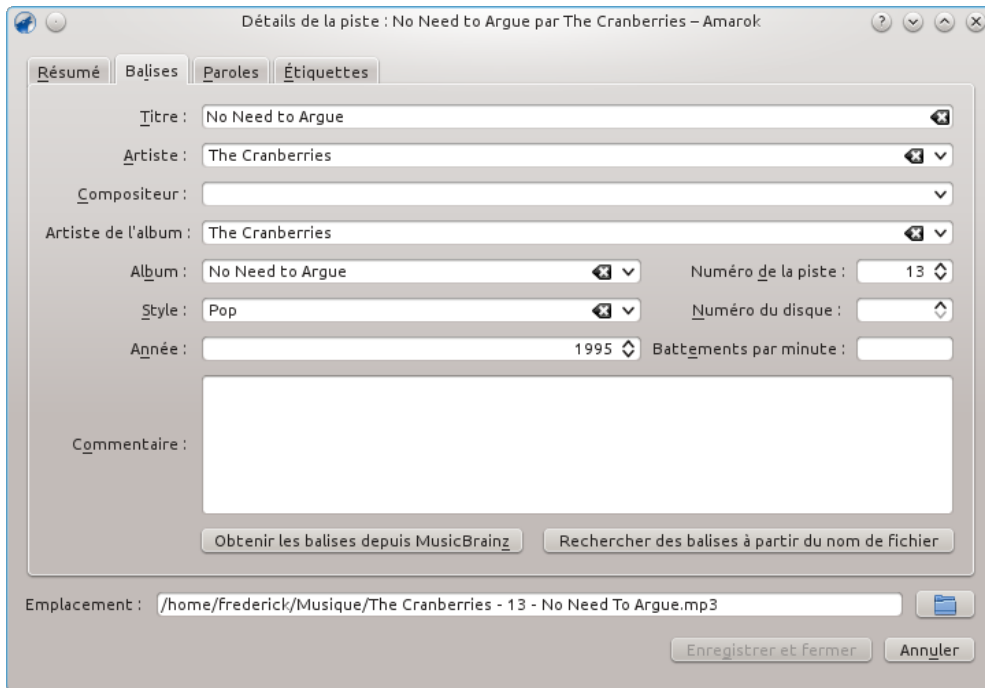 Détails de la piste : No Need to Argue par The Cranberries – Amarok
Résumé Balises Paroles Étiquettes
Titre : No Need to Argue
Artiste : The Cranberries
Compositeur :
Artiste de l'album : The Cranberries
Album : No Need to Argue Numéro de la piste : 13
Style : Pop Numéro du disque :
Année : 1995 Battements par minute :
Commentaire :
Obtenir les balises depuis MusicBrainz Rechercher des balises à partir du nom de fichier
Emplacement : /home/frederick/Musique/The Cranberries - 13 - No Need To Argue.mp3
Enregistrer et fermer Annuler